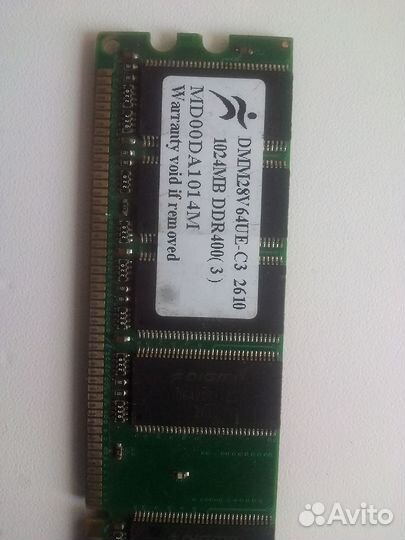 DMM28V64UE-C3 2610
1024MB DDR400(3)
MD00DA1014M
Warranty void if removed
Avito